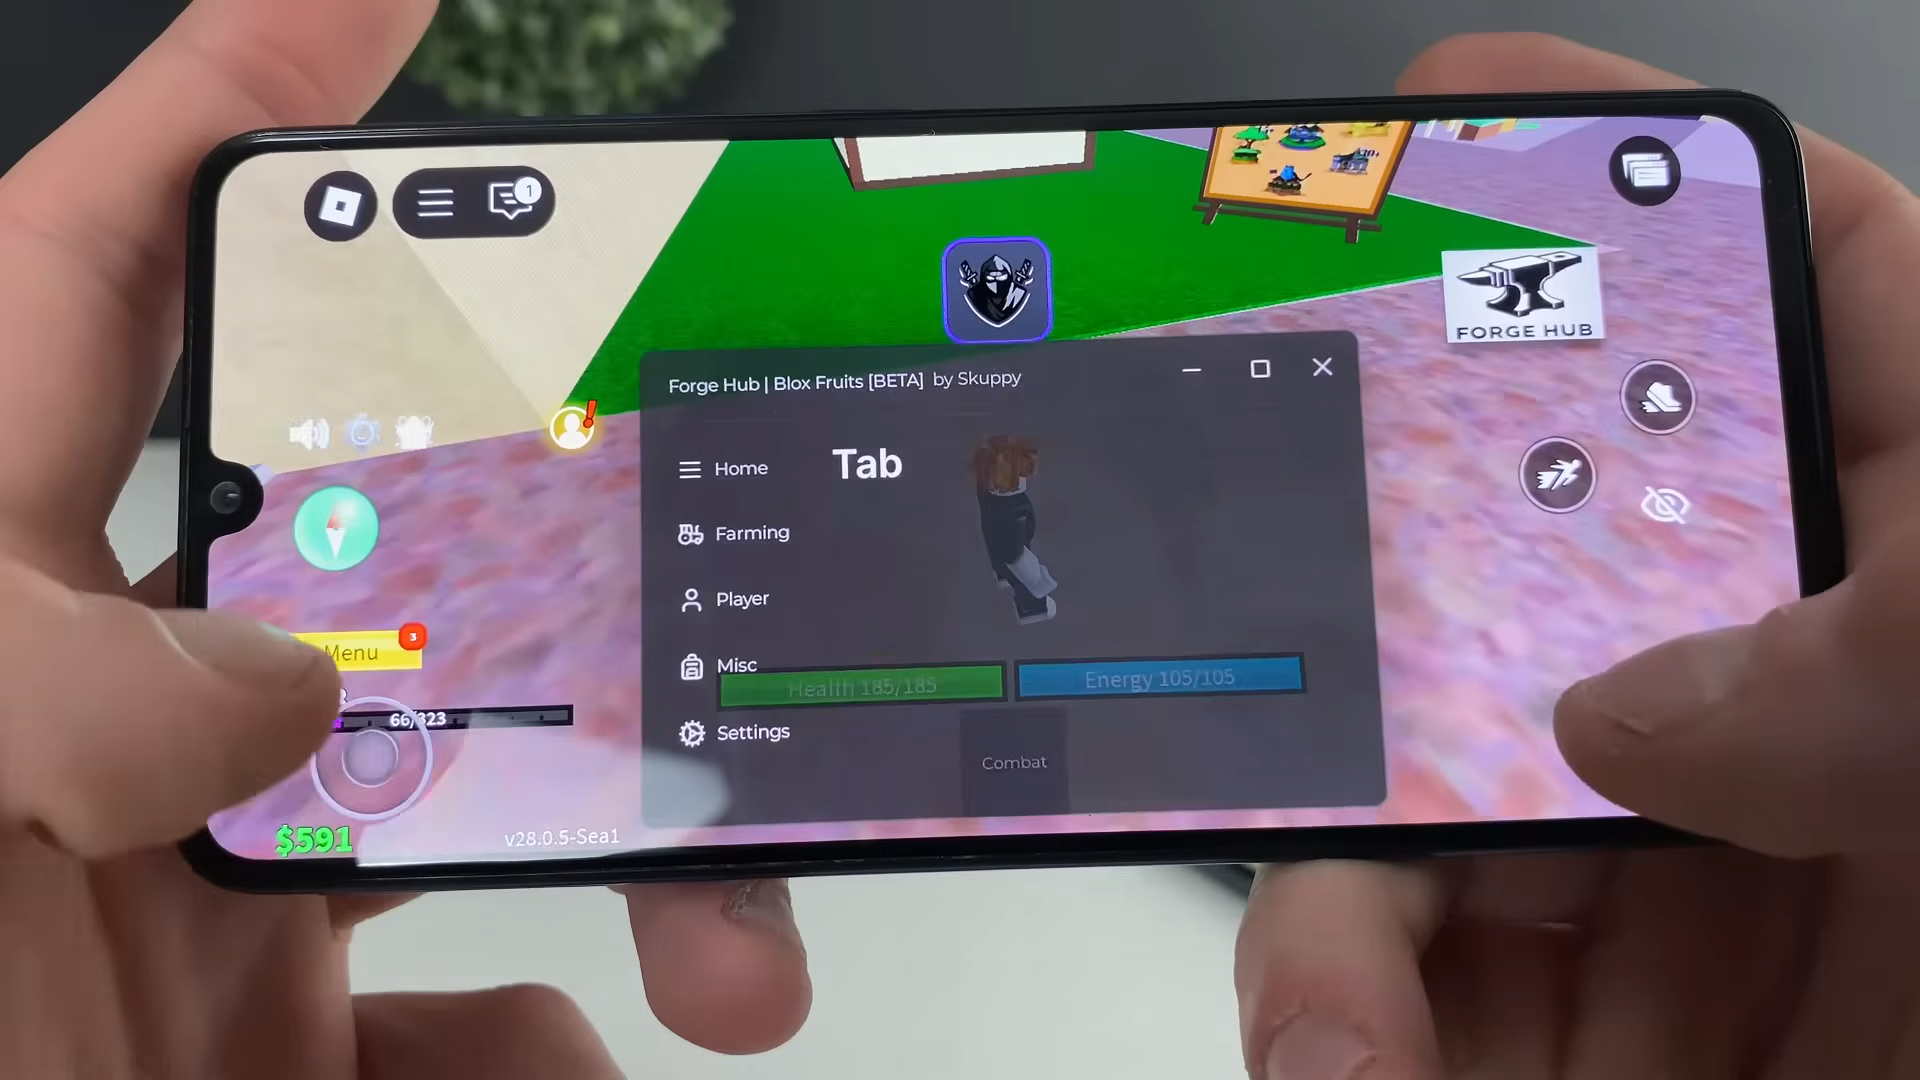 1
20+
FORGE HUB
Forge Hub | Blox Fruits [BETA] by Skuppy
Home
Tab
Farming
Player
Menu
3
Misc
Health 185/185
Energy 105/105
66/323
Settings
Combat
$591
v28.0.5-Sea1